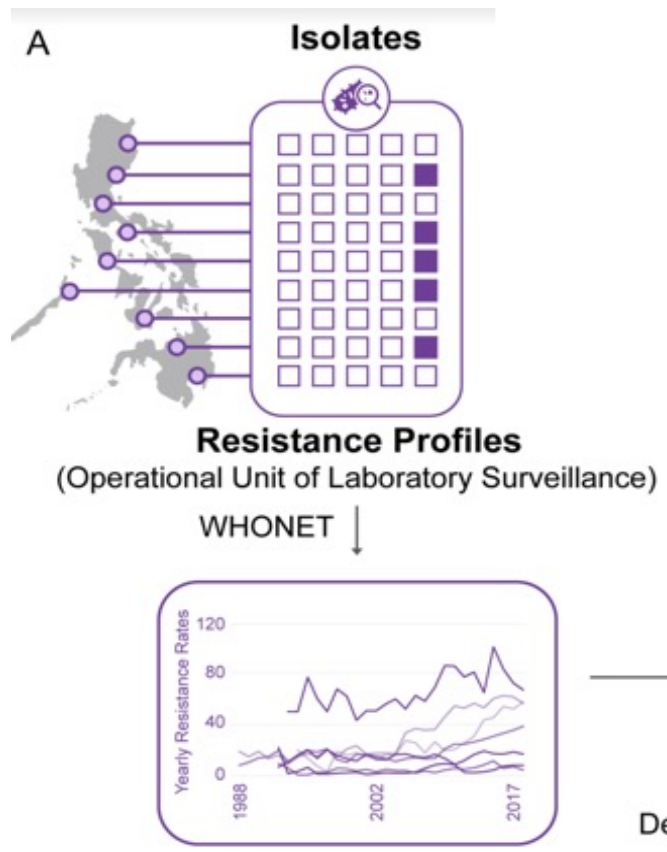 A
Isolates
Resistance Profiles
(Operational Unit of Laboratory Surveillance)
WHONET
Yearly Resistance Rates
120
80
40
0
1988
2002
2017
De